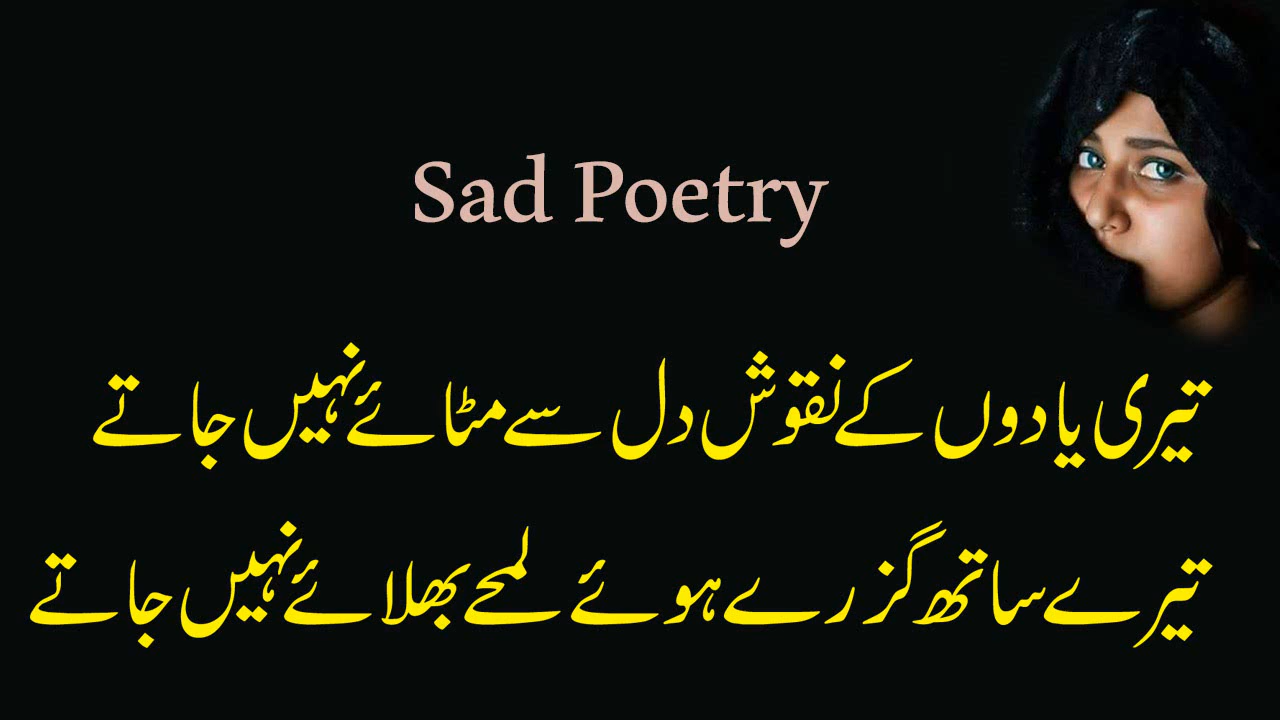 Sad Poetry
تیری یادوں کے نقوش دل سے مٹائے نہیں جاتے
تیرے ساتھ گزرے ہوئے لمحے بھلائے نہیں جاتے